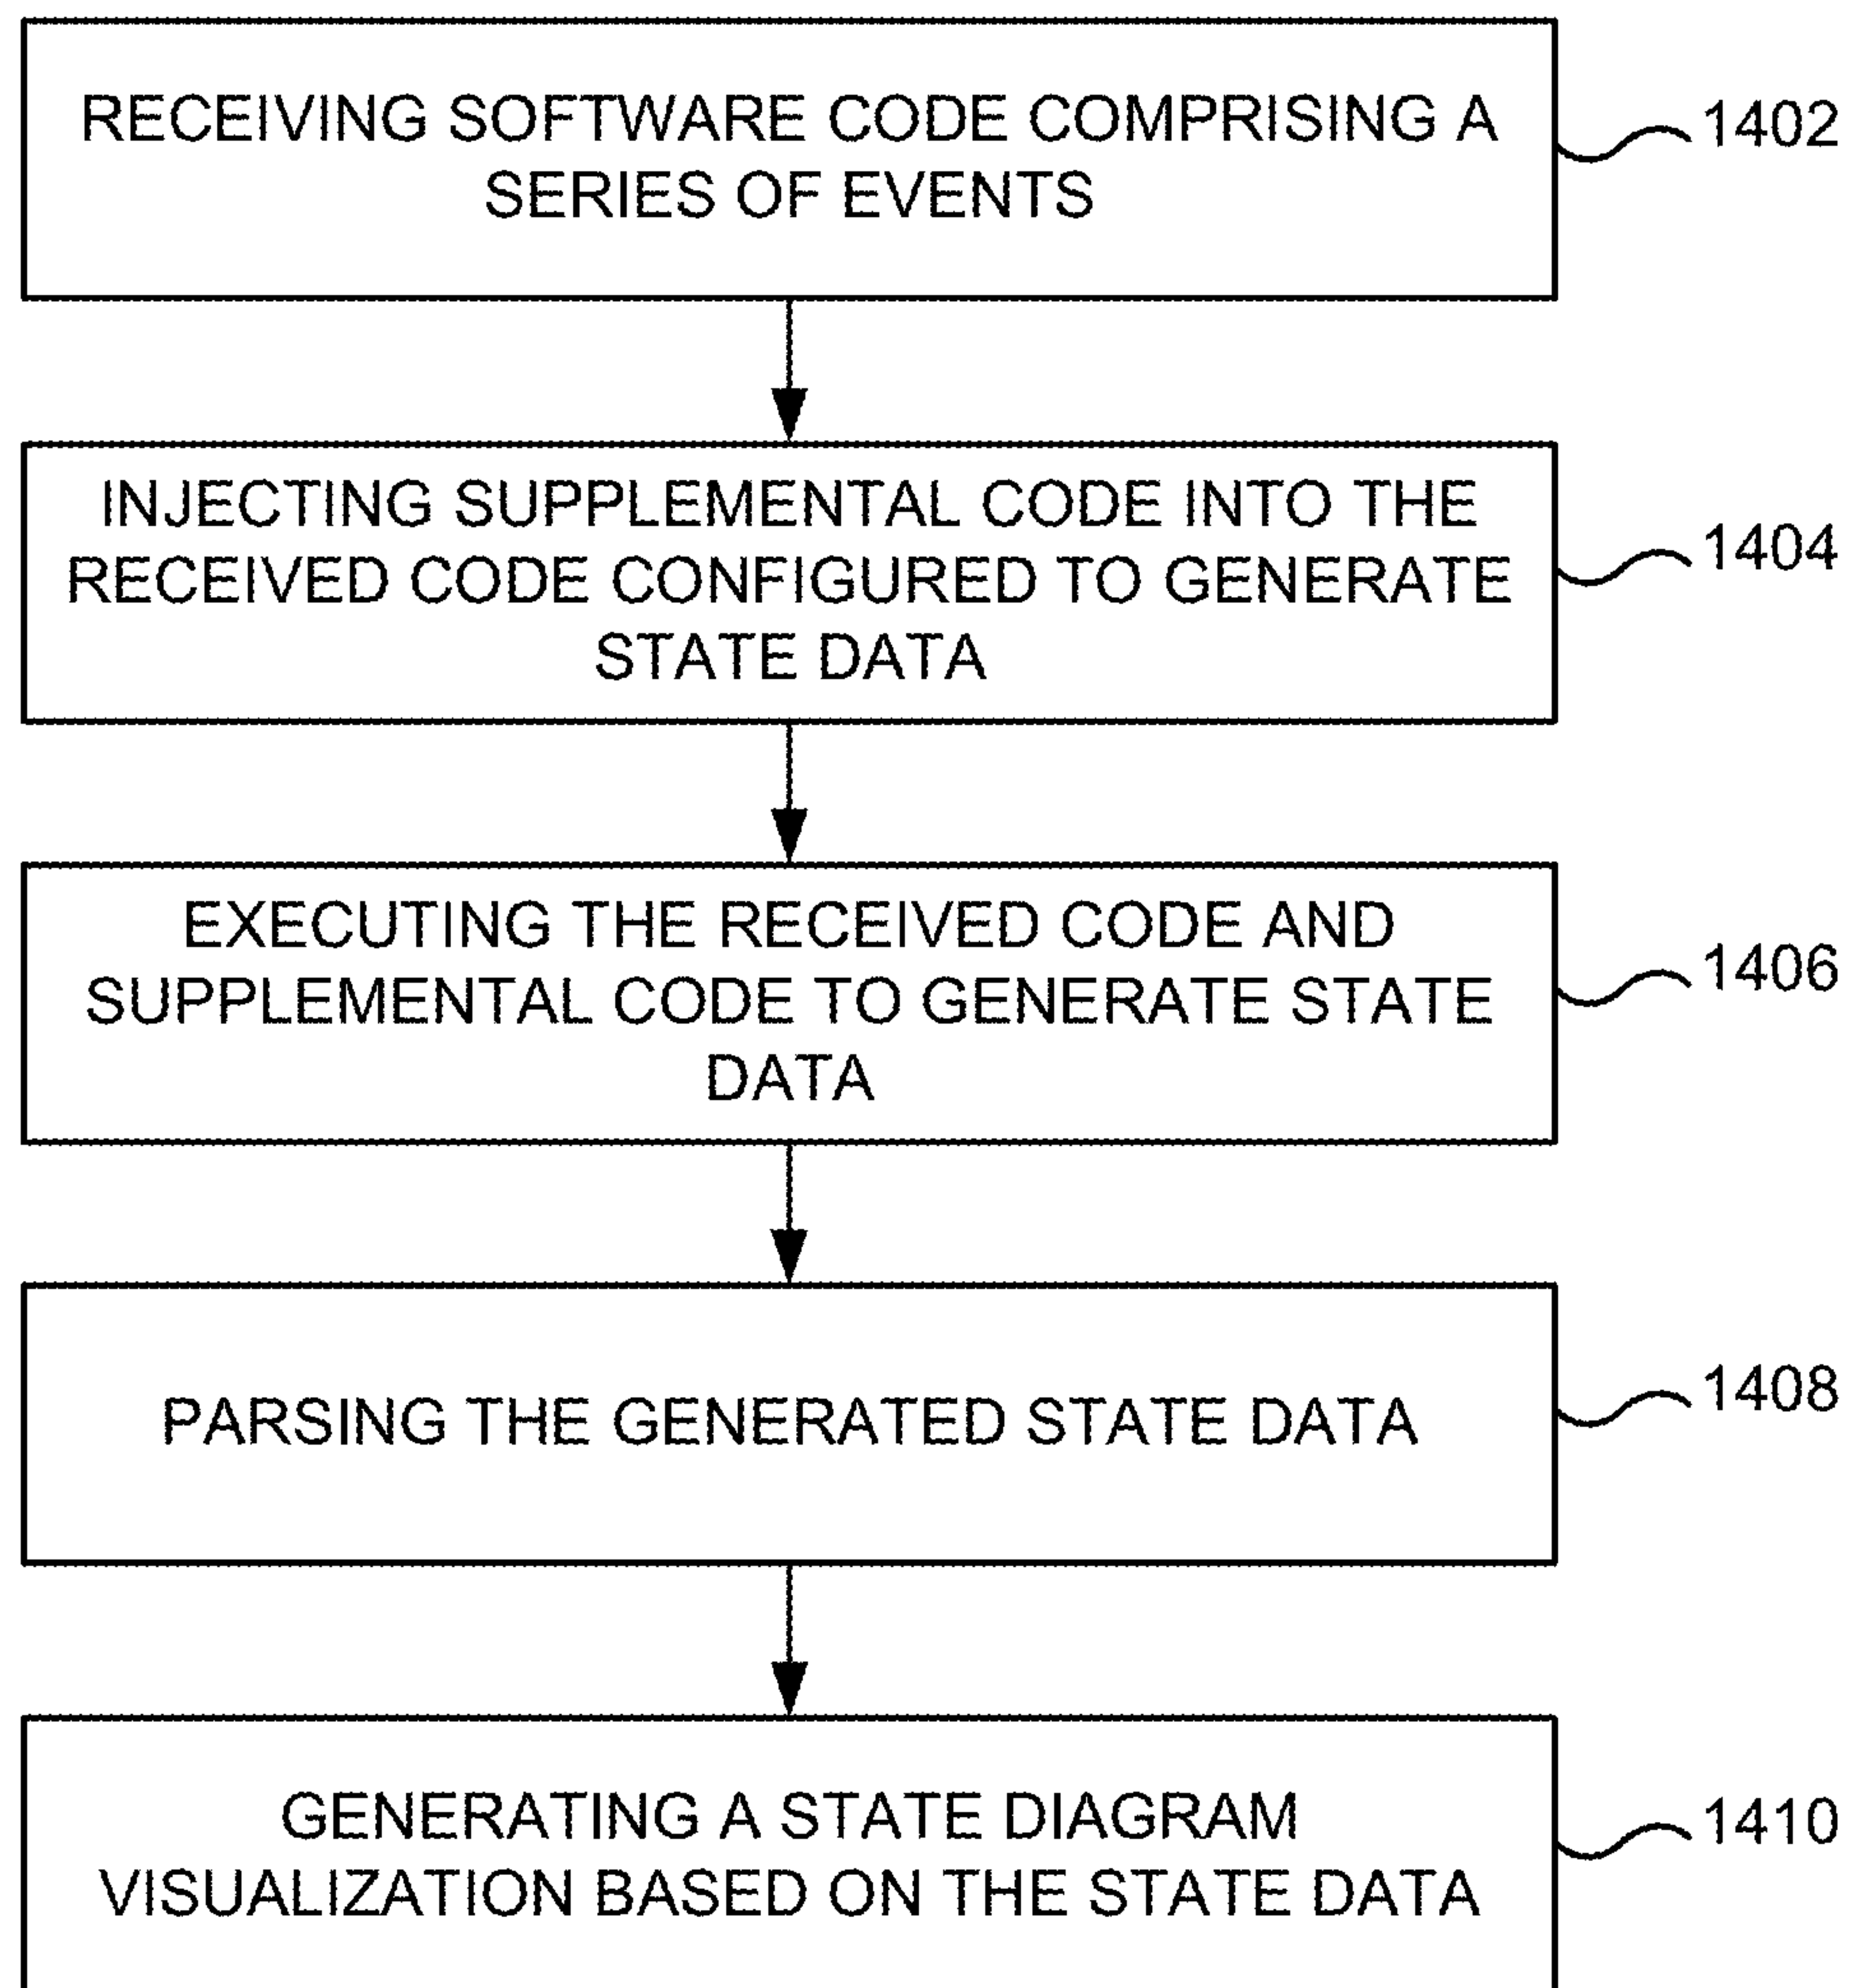 RECEIVING SOFTWARE CODE COMPRISING A
SERIES OF EVENTS
1402
INJECTING SUPPLEMENTAL CODE INTO THE
RECEIVED CODE CONFIGURED TO GENERATE
STATE DATA
1404
EXECUTING THE RECEIVED CODE AND
SUPPLEMENTAL CODE TO GENERATE STATE
DATA
1406
PARSING THE GENERATED STATE DATA
1408
GENERATING A STATE DIAGRAM
VISUALIZATION BASED ON THE STATE DATA
1410